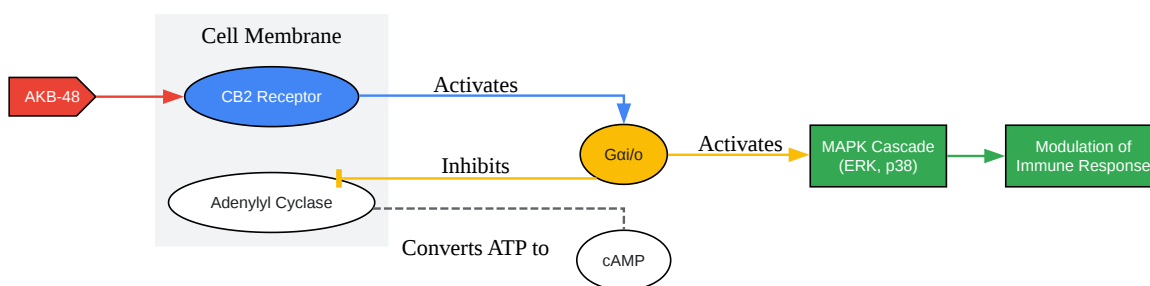 Cell Membrane
AKB-48
CB2 Receptor
Activates
Gαi/o
Activates
MAPK Cascade
(ERK, p38)
Modulation of
Immune Response
Inhibits
Adenylyl Cyclase
Converts ATP to
cAMP